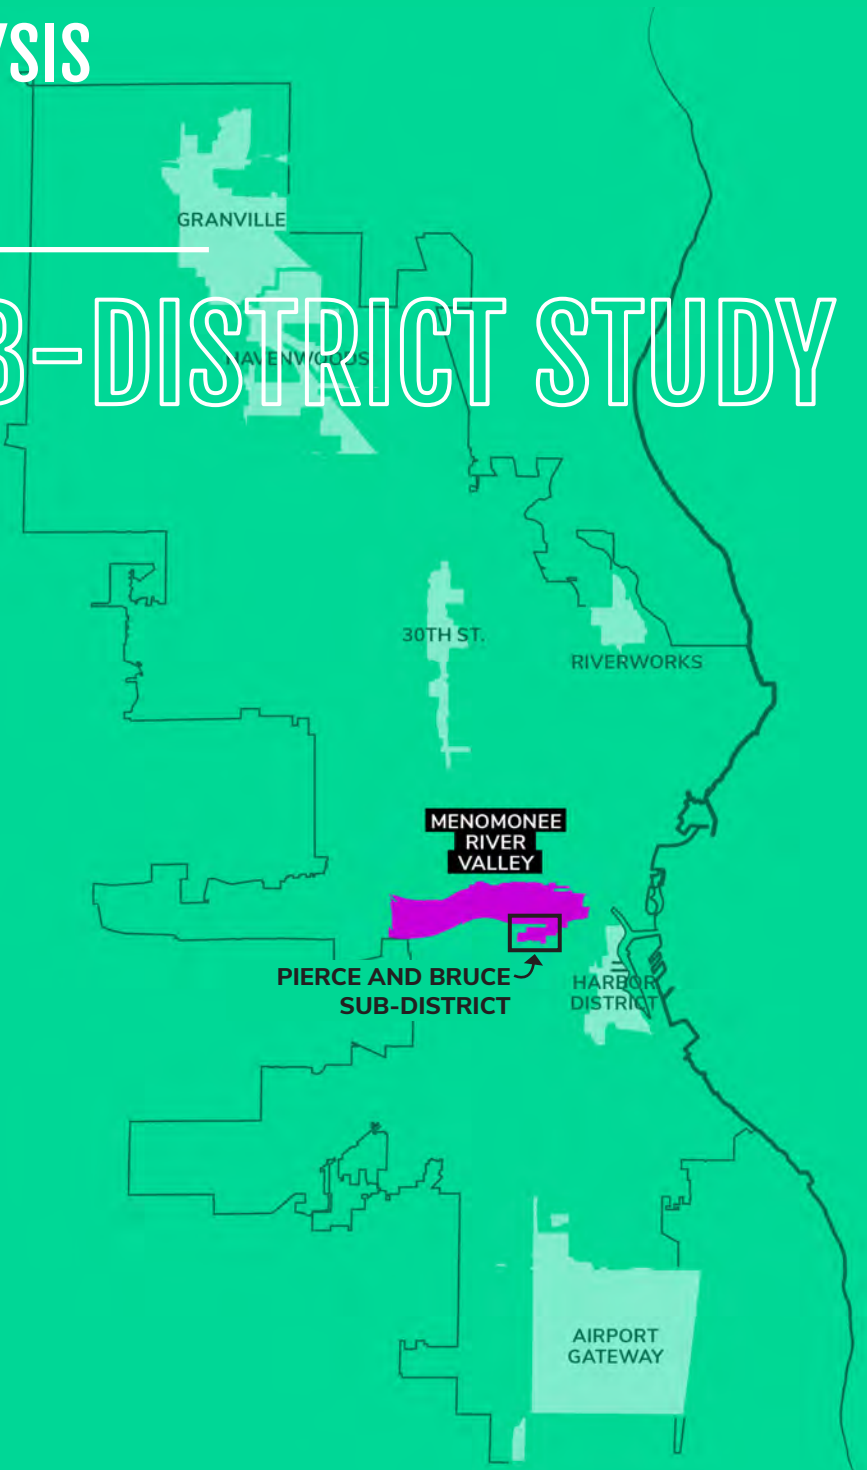 YSIS
GRANVILLE
B–DISTRICT STUDY
HAVENWOODS
30TH ST.
RIVERWORKS
MENOMONEE
RIVER
VALLEY
PIERCE AND BRUCE
SUB-DISTRICT
HARBOR
DISTRICT
AIRPORT
GATEWAY